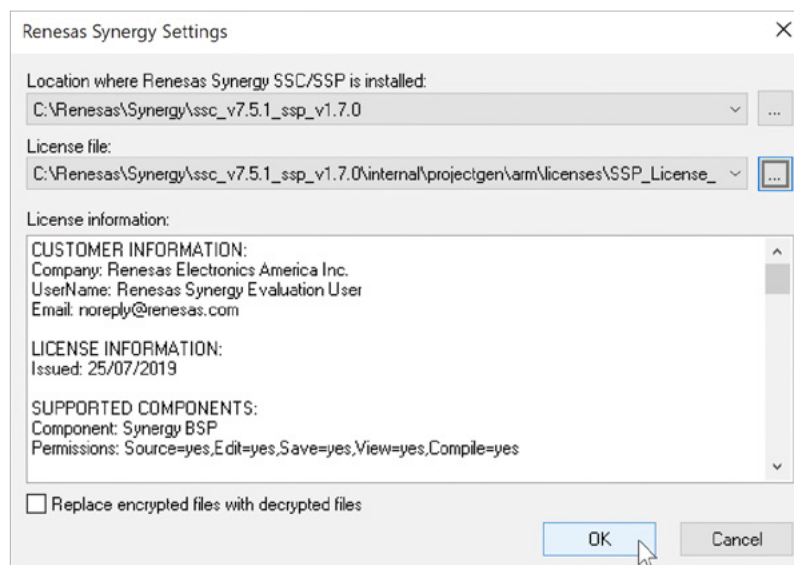 Renesas Synergy Settings
Location where Renesas Synergy SSC/SSP is installed:
C:\Renesas\Synergy\ssc_v7.5.1_ssp_v1.7.0
...
License file:
C:\Renesas\Synergy\ssc_v7.5.1_ssp_v1.7.0\internal\projectgen\arm\licenses\SSP_License_
...
License information:
CUSTOMER INFORMATION:
Company: Renesas Electronics America Inc.
UserName: Renesas Synergy Evaluation User
Email: noreply@renesas.com
LICENSE INFORMATION:
Issued: 25/07/2019
SUPPORTED COMPONENTS:
Component: Synergy BSP
Permissions: Source=yes,Edit=yes,Save=yes,View=yes,Compile=yes
Replace encrypted files with decrypted files
OK Cancel